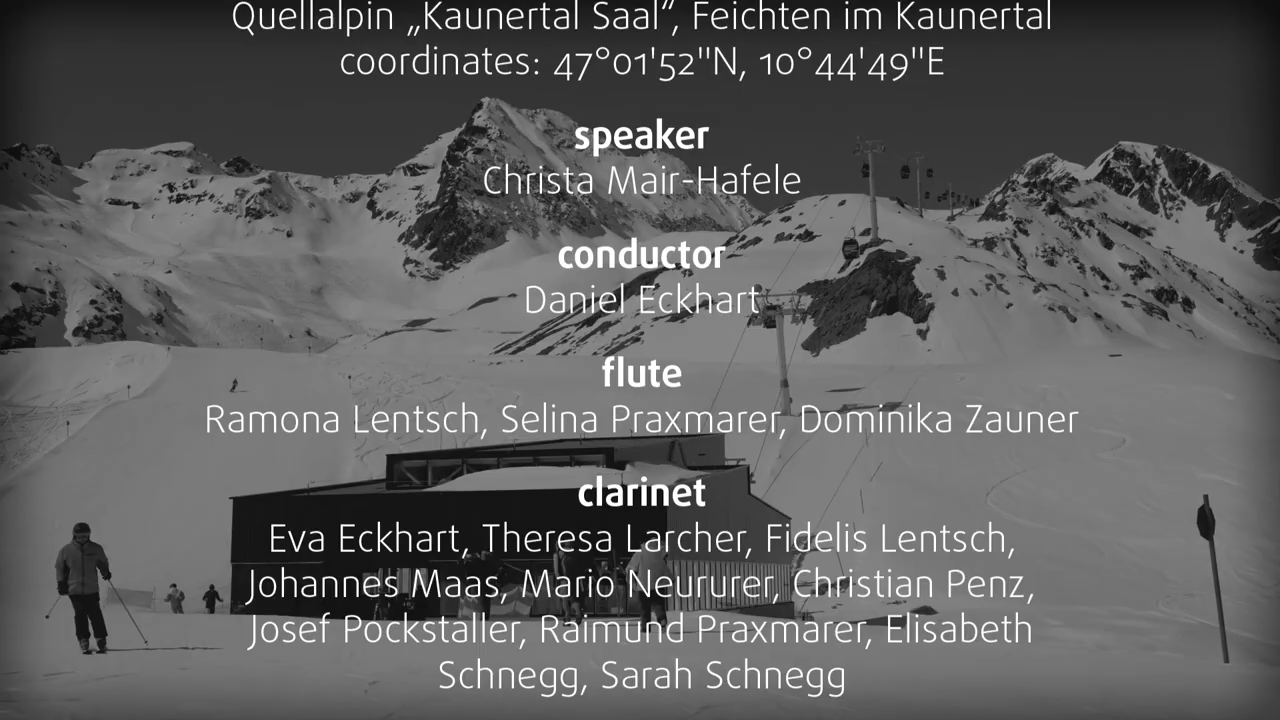 Quellalpin „Kaunertal Saal“, Feichten im Kaunertal
coordinates: 47°01'52"N, 10°44'49"E
speaker
Christa Mair-Hafele
conductor
Daniel Eckhart
flute
Ramona Lentsch, Selina Praxmarer, Dominika Zauner
clarinet
Eva Eckhart, Theresa Larcher, Fidelis Lentsch,
Johannes Maas, Mario Neururer, Christian Penz,
Josef Pockstaller, Raimund Praxmarer, Elisabeth
Schnegg, Sarah Schnegg